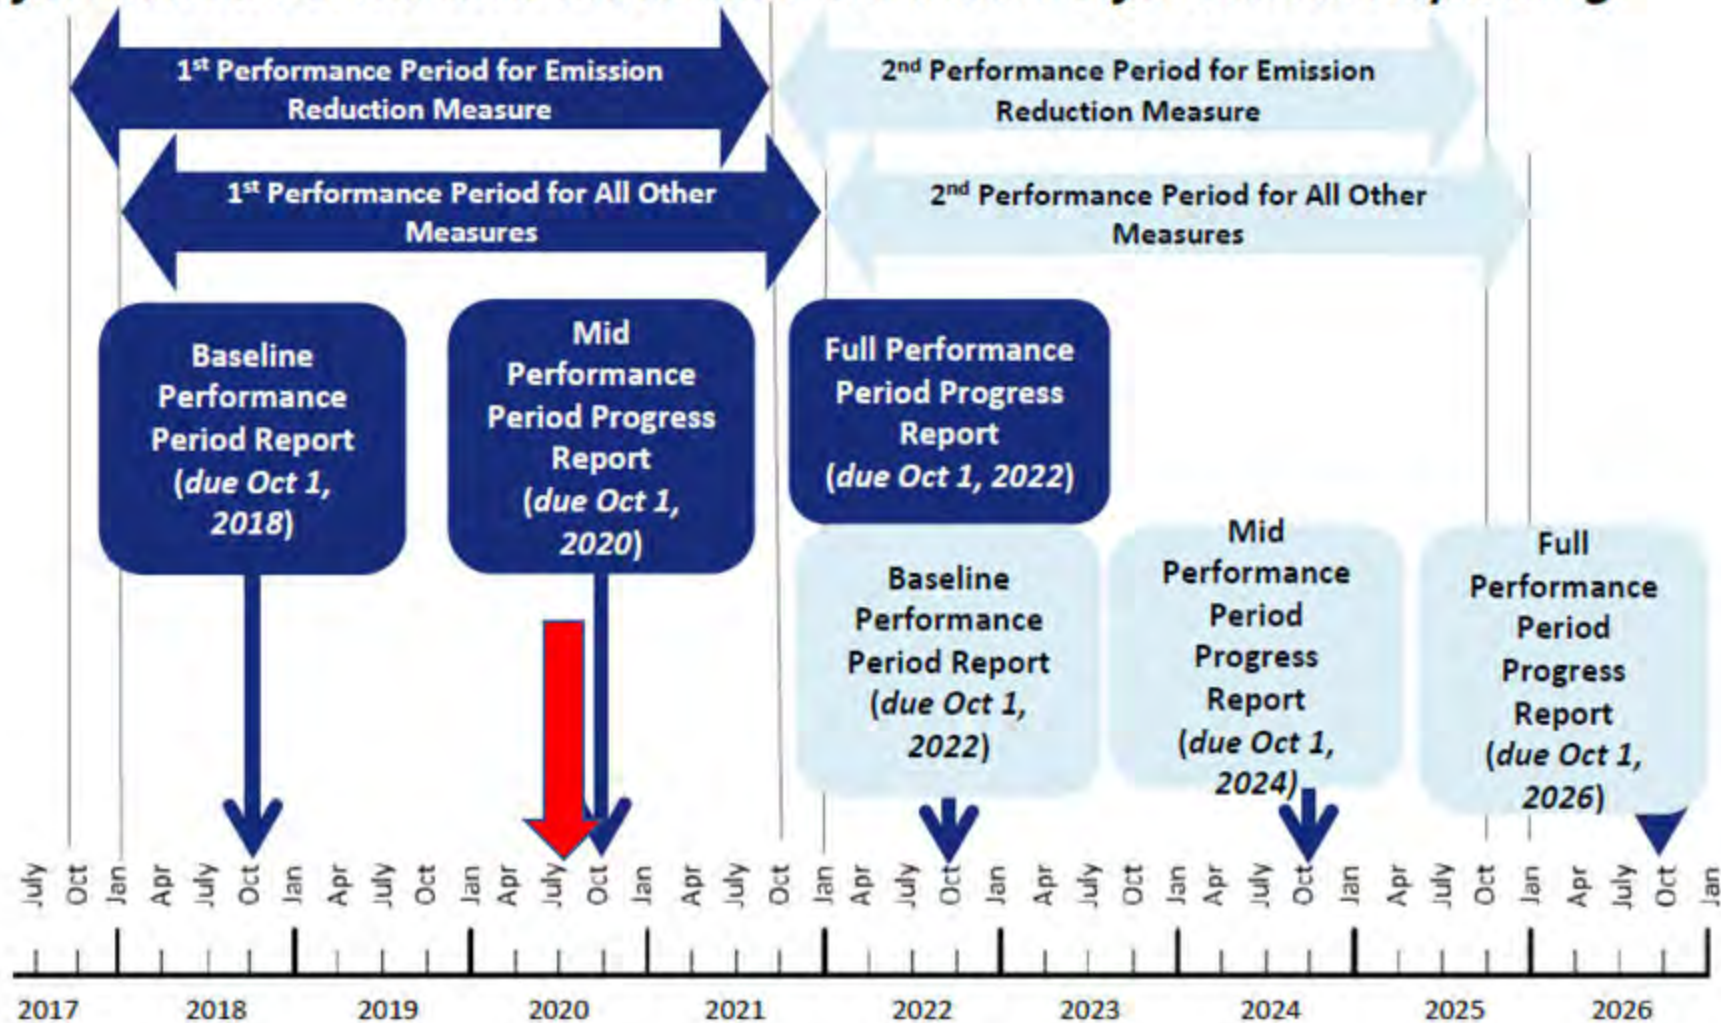 1st Performance Period for Emission
Reduction Measure
2nd Performance Period for Emission
Reduction Measure
1st Performance Period for All Other
Measures
2nd Performance Period for All Other
Measures
Baseline
Performance
Period Report
(due Oct 1,
2018)
Mid
Performance
Period Progress
Report
(due Oct 1,
2020)
Full Performance
Period Progress
Report
(due Oct 1, 2022)
Baseline
Performance
Period Report
(due Oct 1,
2022)
Mid
Performance
Period
Progress
Report
(due Oct 1,
2024)
Full
Performance
Period
Progress
Report
(due Oct 1,
2026)
July Oct Jan Apr July Oct Jan Apr July Oct Jan Apr July Oct Jan Apr July Oct Jan Apr July Oct Jan Apr July Oct Jan Apr July Oct Jan Apr July Oct Jan Apr July Oct Jan
2017 2018 2019 2020 2021 2022 2023 2024 2025 2026